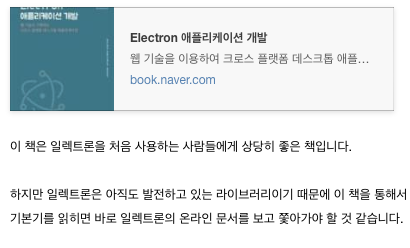 Electron
애플리케이션 개발
Electron 애플리케이션 개발
웹 기술을 이용하여 크로스 플랫폼 데스크톱 애플...
book.naver.com
이 책은 일렉트론을 처음 사용하는 사람들에게 상당히 좋은 책입니다.
하지만 일렉트론은 아직도 발전하고 있는 라이브러리이기 때문에 이 책을 통해서
기본기를 읽히면 바로 일렉트론의 온라인 문서를 보고 쫓아가야 할 것 같습니다.